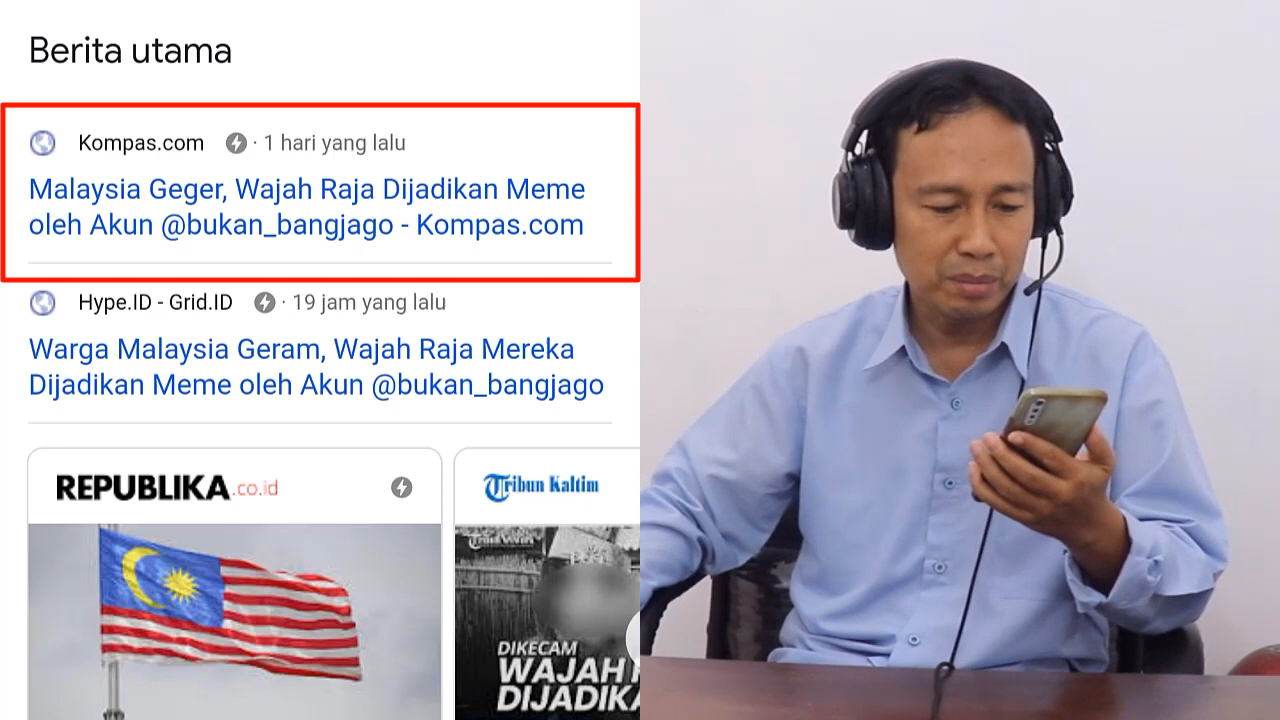 Berita utama
Kompas.com · 1 hari yang lalu
Malaysia Geger, Wajah Raja Dijadikan Meme
oleh Akun @bukan_bangjago - Kompas.com
Hype.ID - Grid.ID · 19 jam yang lalu
Warga Malaysia Geram, Wajah Raja Mereka
Dijadikan Meme oleh Akun @bukan_bangjago
REPUBLIKA.co.id
Tribun Kaltim
DIKECAM
WAJAH
DIJADIKA